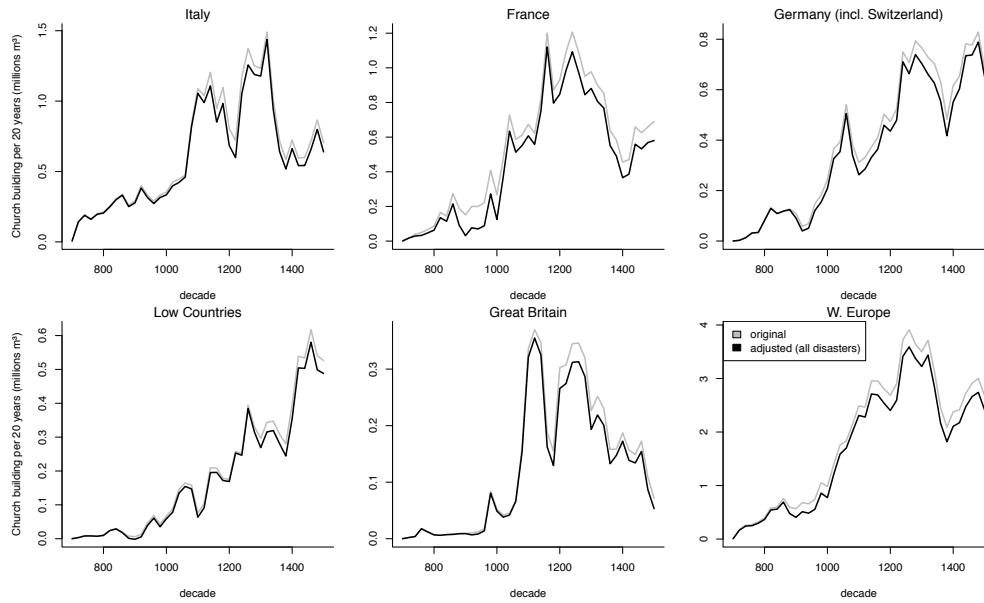 Italy
Church building per 20 years (millions m³)
0.0 0.5 1.0 1.5
800 1000 1200 1400
decade
France
0.0 0.2 0.4 0.6 0.8 1.0 1.2
800 1000 1200 1400
decade
Germany (incl. Switzerland)
0.0 0.2 0.4 0.6 0.8
800 1000 1200 1400
decade
Low Countries
Church building per 20 years (millions m³)
0.0 0.1 0.2 0.3 0.4 0.5 0.6
800 1000 1200 1400
decade
Great Britain
0.0 0.1 0.2 0.3
800 1000 1200 1400
decade
W. Europe
original
adjusted (all disasters)
0 1 2 3 4
800 1000 1200 1400
decade